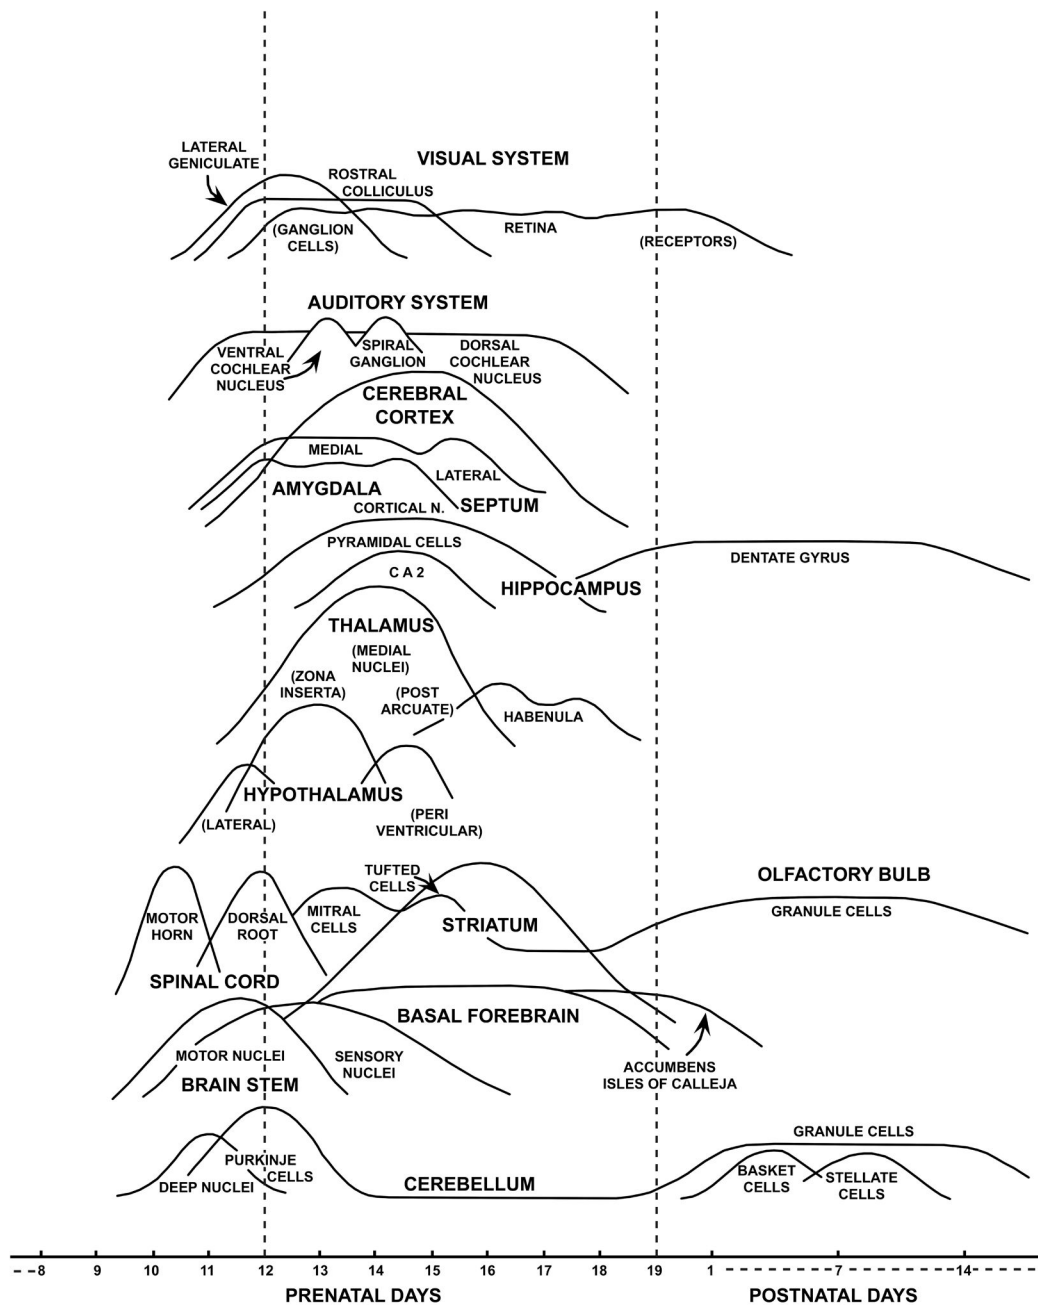 LATERAL
GENICULATE
VISUAL SYSTEM
ROSTRAL
COLLICULUS
(GANGLION
CELLS)
RETINA
(RECEPTORS)
AUDITORY SYSTEM
VENTRAL
COCHLEAR
NUCLEUS
SPIRAL
GANGLION
DORSAL
COCHLEAR
NUCLEUS
CEREBRAL
CORTEX
MEDIAL
LATERAL
AMYGDALA
CORTICAL N.
SEPTUM
PYRAMIDAL CELLS
C A 2
HIPPOCAMPUS
DENTATE GYRUS
THALAMUS
(MEDIAL
NUCLEI)
(ZONA
INSERTA)
(POST
ARCUATE)
HABENULA
HYPOTHALAMUS
(LATERAL)
(PERI
VENTRICULAR)
TUFTED
CELLS
OLFACTORY BULB
MOTOR
HORN
DORSAL
ROOT
MITRAL
CELLS
STRIATUM
GRANULE CELLS
SPINAL CORD
BASAL FOREBRAIN
MOTOR NUCLEI
SENSORY
NUCLEI
ACCUMBENS
ISLES OF CALLEJA
BRAIN STEM
GRANULE CELLS
PURKINJE
CELLS
DEEP NUCLEI
CEREBELLUM
BASKET
CELLS
STELLATE
CELLS
8 9 10 11 12 13 14 15 16 17 18 19 1 7 14
PRENATAL DAYS
POSTNATAL DAYS